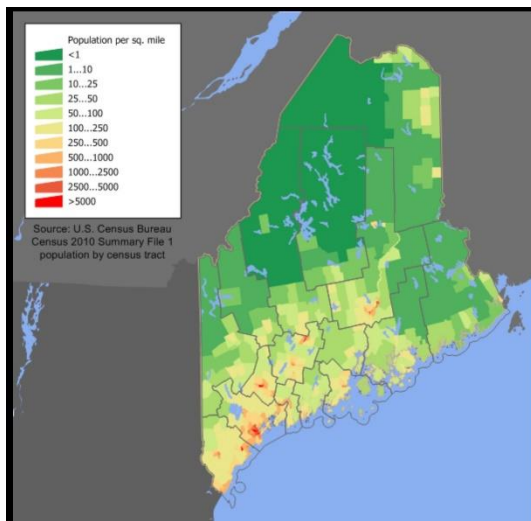 Population per sq. mile
<1
1...10
10...25
25...50
50...100
100...250
250...500
500...1000
1000...2500
2500...5000
>5000
Source: U.S. Census Bureau
Census 2010 Summary File 1
population by census tract